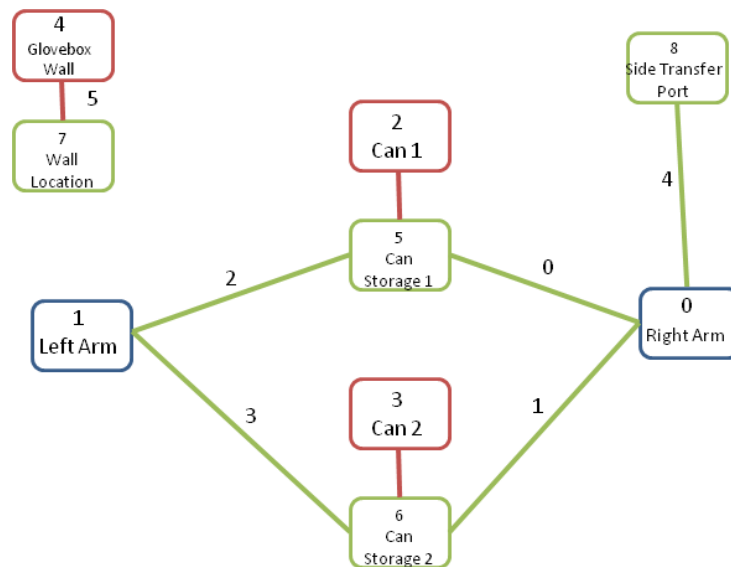 4
Glovebox
Wall
5
7
Wall
Location
8
Side Transfer
Port
2
Can 1
4
5
Can
Storage 1
2
0
1
Left Arm
0
Right Arm
3
3
Can 2
1
6
Can
Storage 2